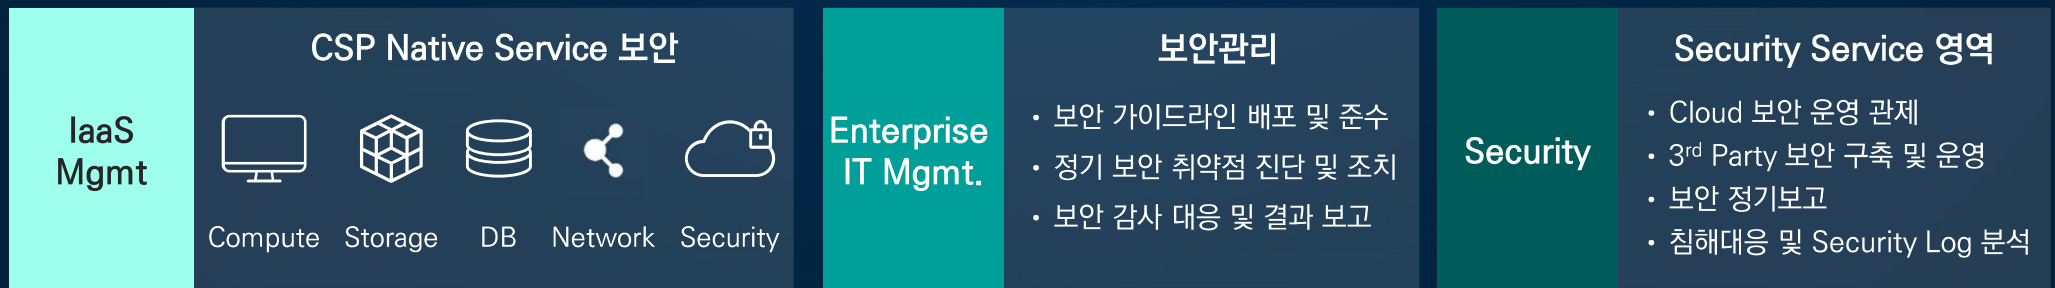 IaaS
Mgmt
CSP Native Service 보안
Compute Storage DB Network Security
Enterprise
IT Mgmt.
보안관리
• 보안 가이드라인 배포 및 준수
• 정기 보안 취약점 진단 및 조치
• 보안 감사 대응 및 결과 보고
Security
Security Service 영역
• Cloud 보안 운영 관제
• 3rd Party 보안 구축 및 운영
• 보안 정기보고
• 침해대응 및 Security Log 분석